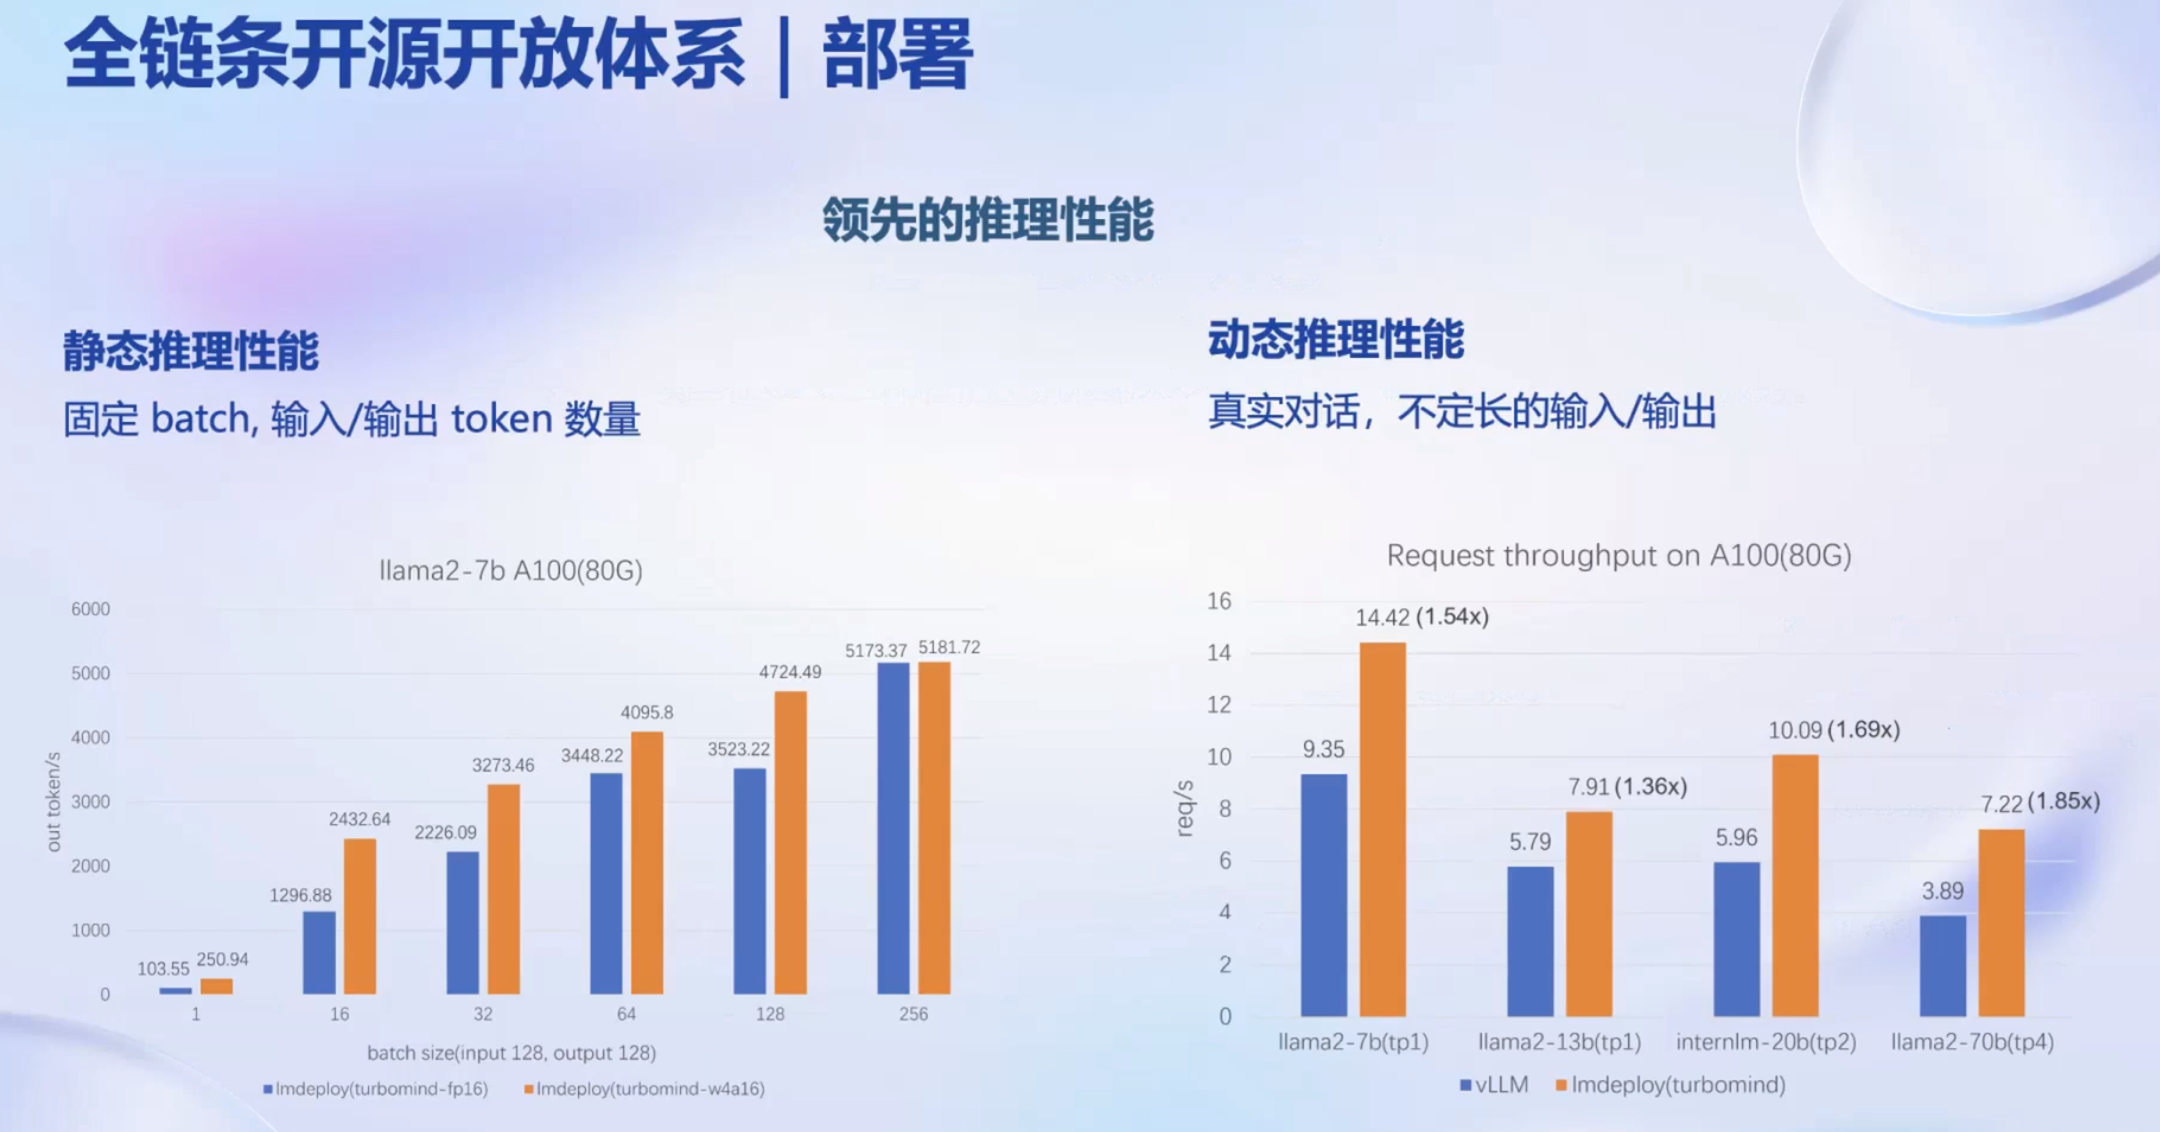 全链条开源开放体系 | 部署
领先的推理性能
静态推理性能
固定 batch, 输入/输出 token 数量
llama2-7b A100(80G)
out token/s
6000
5000
4000
3000
2000
1000
0
103.55 250.94
1296.88 2432.64
2226.09 3273.46
3448.22 4095.8
3523.22 4724.49
5173.37 5181.72
1 16 32 64 128 256
batch size(input 128, output 128)
lmdeploy(turbomind-fp16) lmdeploy(turbomind-w4a16)
动态推理性能
真实对话，不定长的输入/输出
Request throughput on A100(80G)
req/s
16
14
12
10
8
6
4
2
0
9.35 14.42 (1.54x)
5.79 7.91 (1.36x)
5.96 10.09 (1.69x)
3.89 7.22 (1.85x)
llama2-7b(tp1) llama2-13b(tp1) internlm-20b(tp2) llama2-70b(tp4)
vLLM lmdeploy(turbomind)